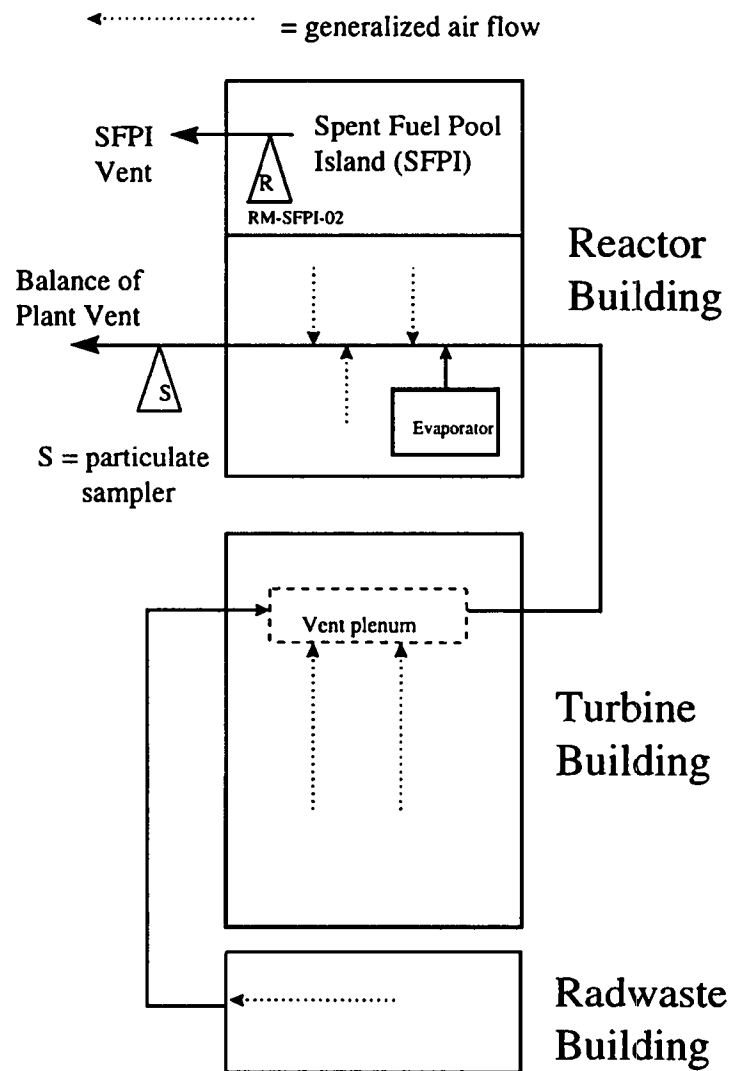 = generalized air flow
SFPI
Vent
Spent Fuel Pool
Island (SFPI)
R
RM-SFPI-02
Reactor
Building
Balance of
Plant Vent
S
Evaporator
S = particulate
sampler
Vent plenum
Turbine
Building
Radwaste
Building